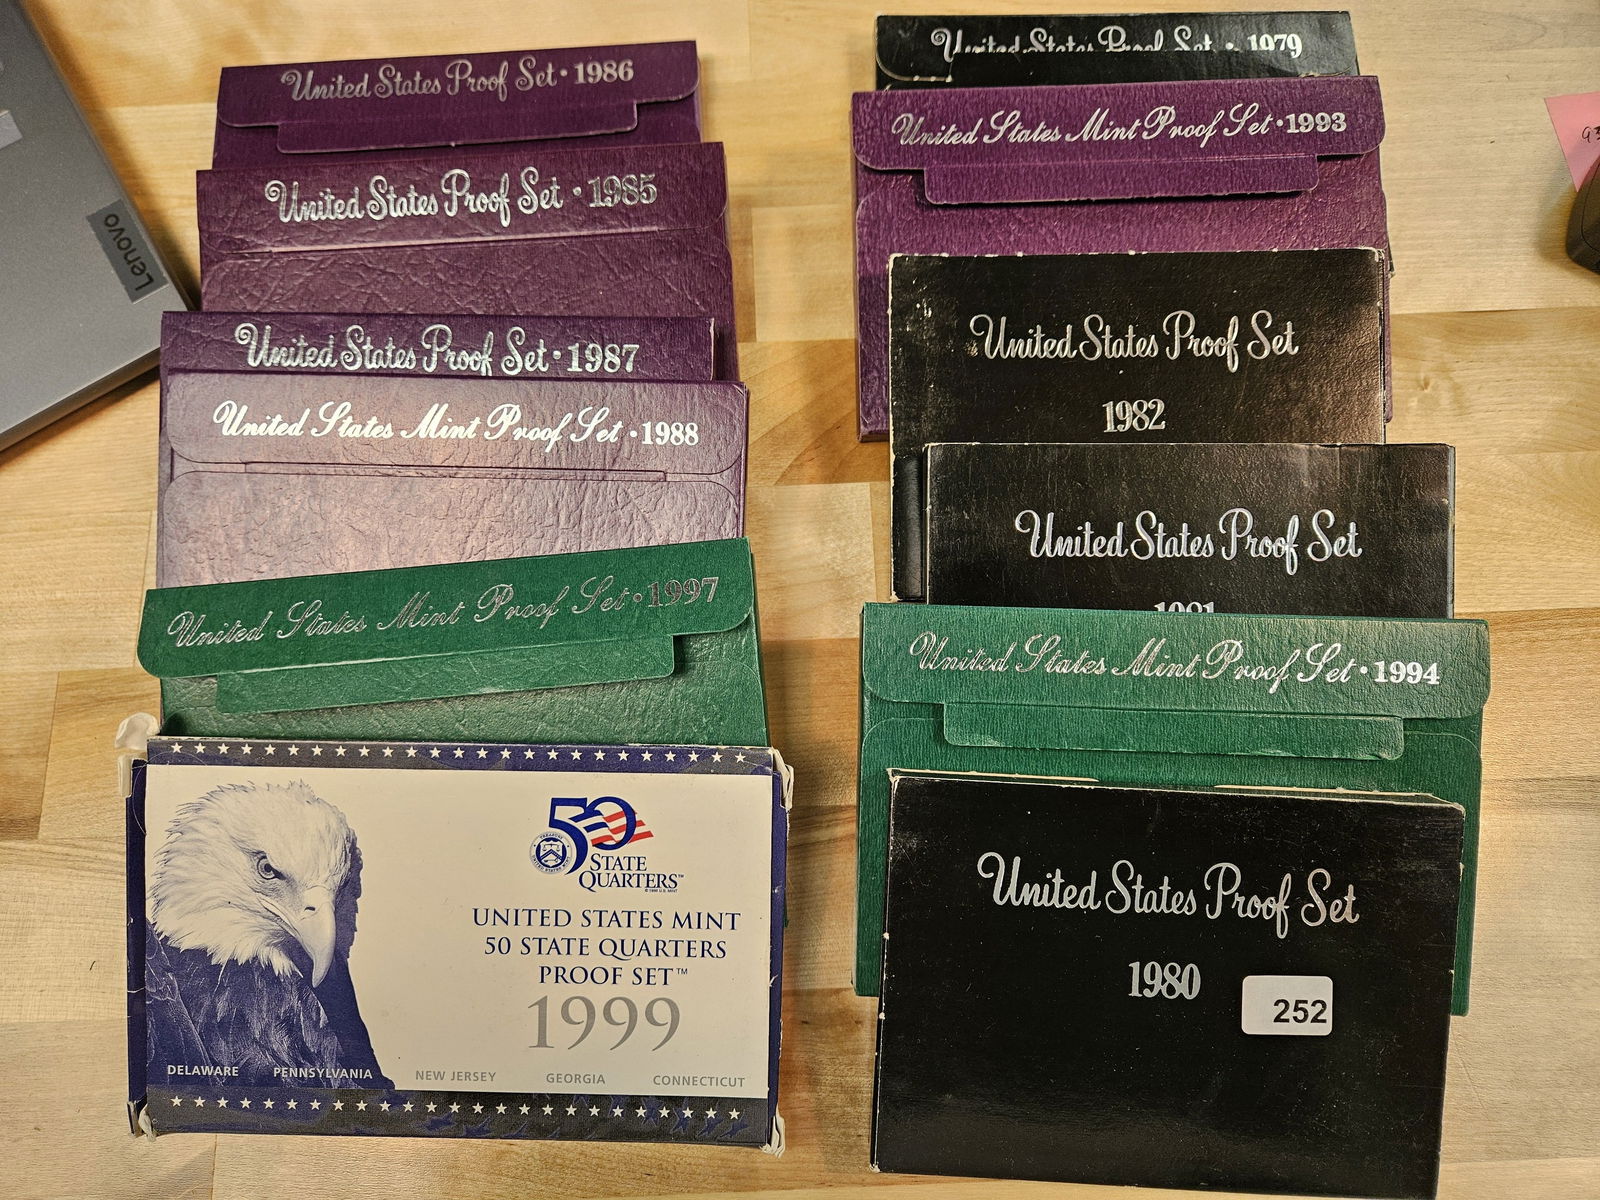 United States Proof Set • 1986
United States Proof Set • 1985
United States Proof Set • 1987
United States Mint Proof Set • 1988
United States Mint Proof Set • 1997
50
STATE
QUARTERS™
UNITED STATES MINT
50 STATE QUARTERS
PROOF SET™
1999
DELAWARE PENNSYLVANIA NEW JERSEY GEORGIA CONNECTICUT
United States Proof Set • 1979
United States Mint Proof Set • 1993
United States Proof Set
1982
United States Proof Set
1981
United States Mint Proof Set • 1994
United States Proof Set
1980
252
Lenovo